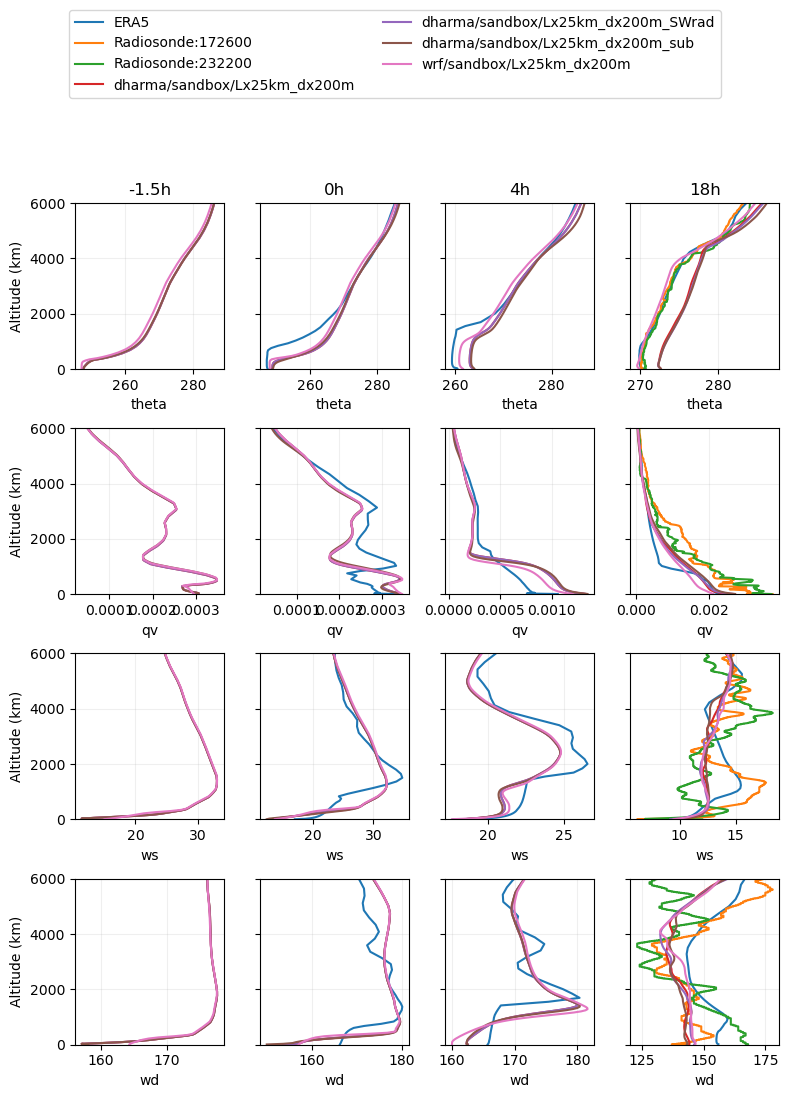 ERA5
Radiosonde:172600
Radiosonde:232200
dharma/sandbox/Lx25km_dx200m
dharma/sandbox/Lx25km_dx200m_SWrad
dharma/sandbox/Lx25km_dx200m_sub
wrf/sandbox/Lx25km_dx200m
-1.5h 0h 4h 18h
Altitude (km)
6000
4000
2000
0
260 280 260 280 260 280 270 280
theta theta theta theta
Altitude (km)
6000
4000
2000
0
0.0001 0.0002 0.0003 0.0001 0.0002 0.0003 0.0000 0.0005 0.0010 0.000 0.002
qv qv qv qv
Altitude (km)
6000
4000
2000
0
20 30 20 30 20 25 10 15
ws ws ws ws
Altitude (km)
6000
4000
2000
0
160 170 160 180 160 170 180 125 150 175
wd wd wd wd